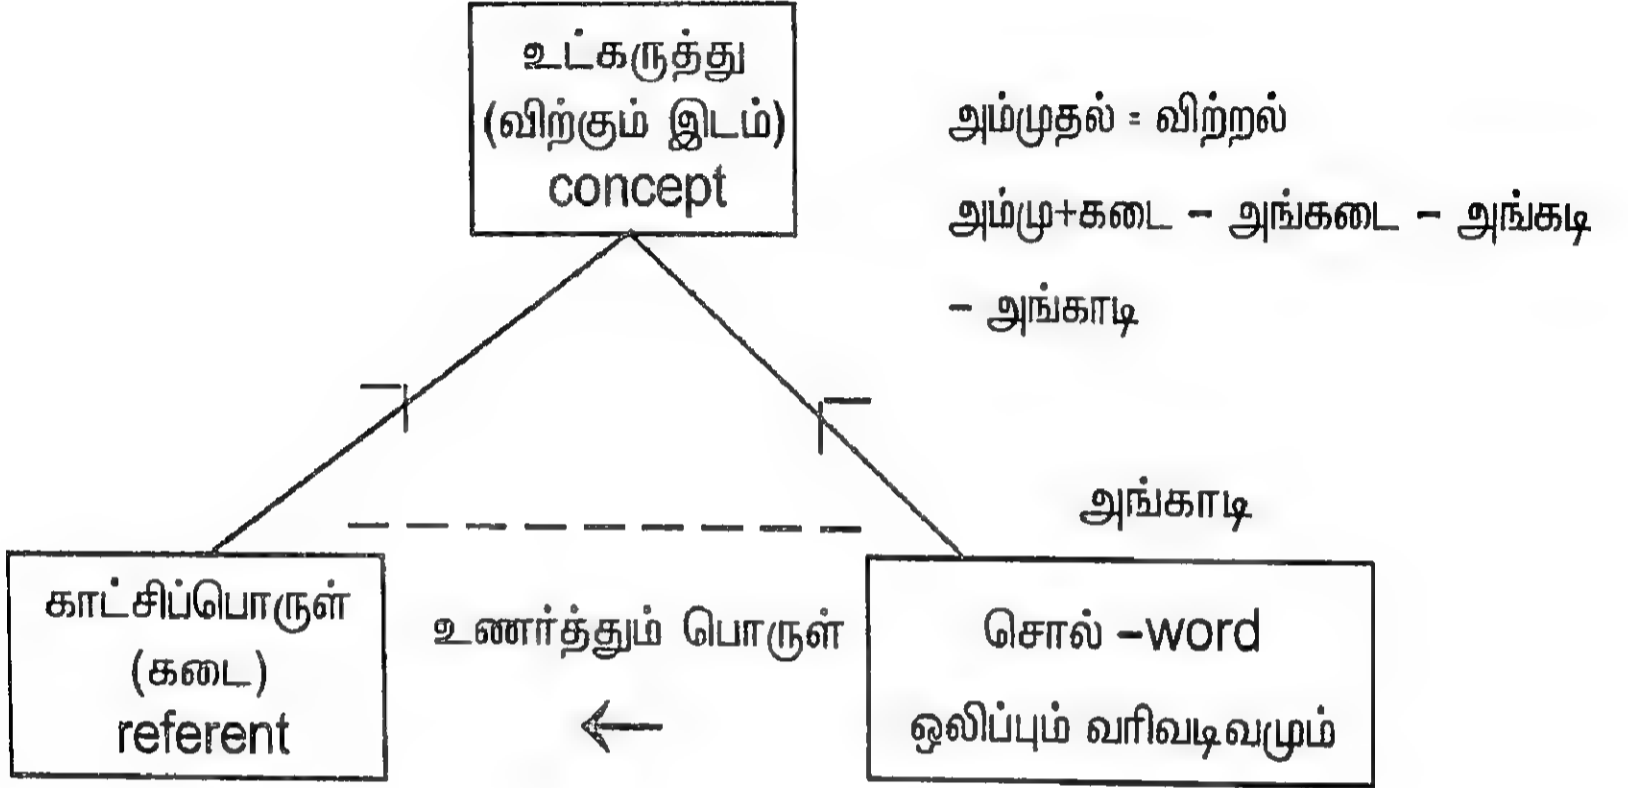 உட்கருத்து
(விற்கும் இடம்)
concept
அம்முதல் = விற்றல்
அம்மு+கடை – அங்கடை – அங்கடி
– அங்காடி
அங்காடி
காட்சிப்பொருள்
(கடை)
referent
உணர்த்தும் பொருள்
சொல் –word
ஒலிப்பும் வரிவடிவமும்